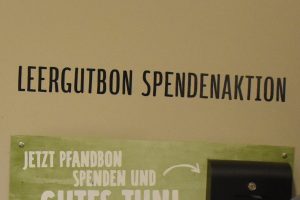 LEERGUTBON SPENDENAKTION
JETZT PFANDBON
SPENDEN UND
GUTES TUN!